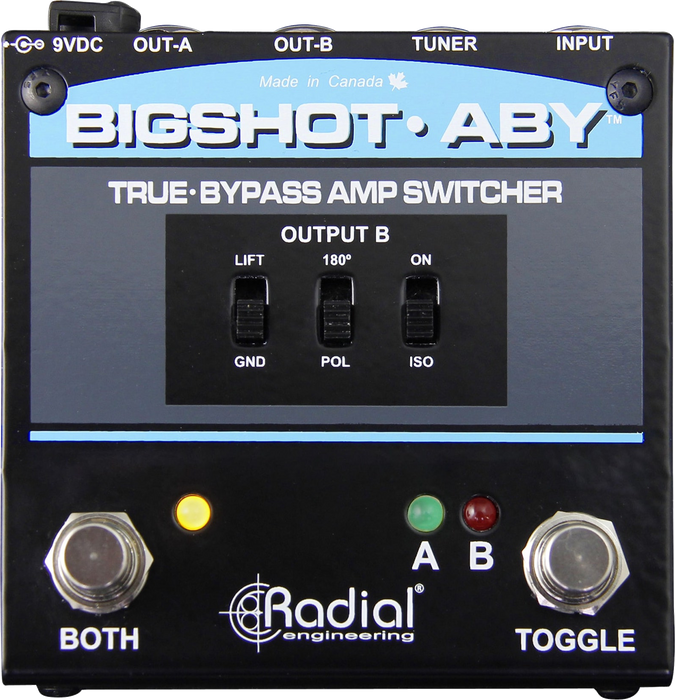 9VDC OUT-A OUT-B TUNER INPUT
Made in Canada
BIGSHOT • ABY™
TRUE•BYPASS AMP SWITCHER
OUTPUT B
LIFT 180º ON
GND POL ISO
A B
BOTH TOGGLE
Radial®
engineering